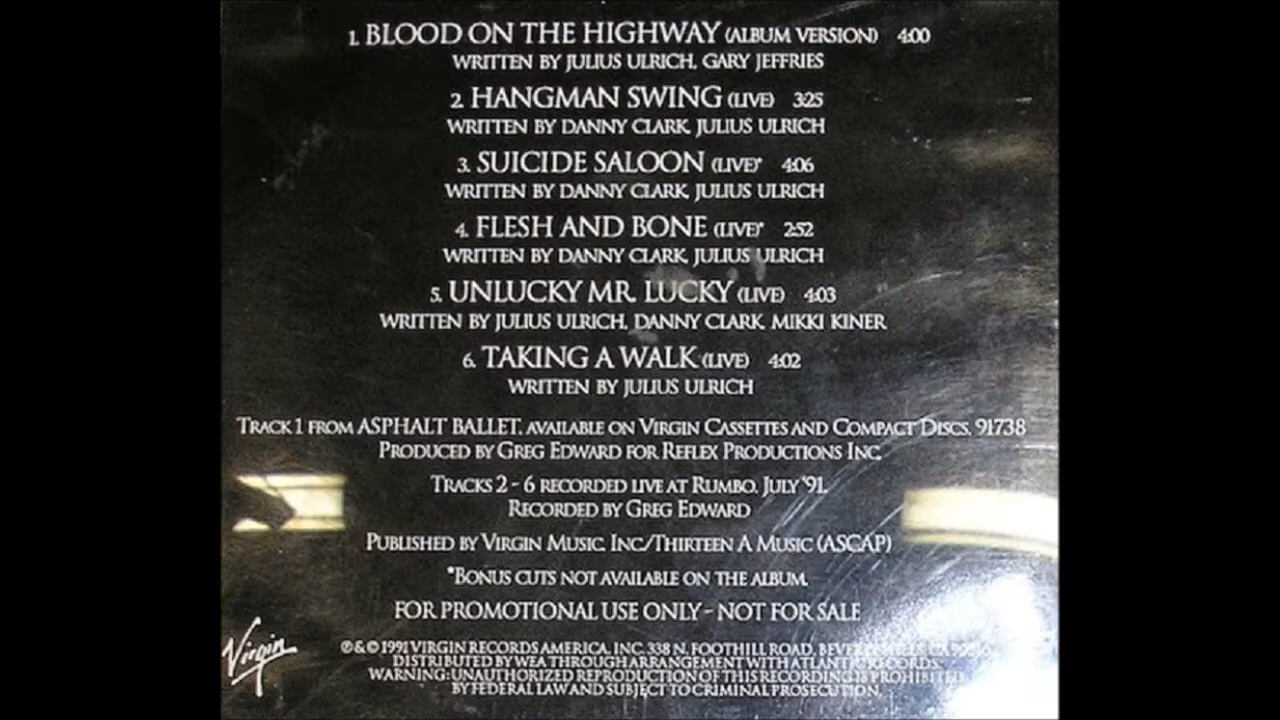 1. BLOOD ON THE HIGHWAY (ALBUM VERSION) 4:00
WRITTEN BY JULIUS ULRICH, GARY JEFFRIES
2. HANGMAN SWING (LIVE) 3:25
WRITTEN BY DANNY CLARK, JULIUS ULRICH
3. SUICIDE SALOON (LIVE)* 4:06
WRITTEN BY DANNY CLARK, JULIUS ULRICH
4. FLESH AND BONE (LIVE)* 2:52
WRITTEN BY DANNY CLARK, JULIUS ULRICH
5. UNLUCKY MR. LUCKY (LIVE) 4:03
WRITTEN BY JULIUS ULRICH, DANNY CLARK, MIKKI KINER
6. TAKING A WALK (LIVE) 4:02
WRITTEN BY JULIUS ULRICH
TRACK 1 FROM ASPHALT BALLET, AVAILABLE ON VIRGIN CASSETTES AND COMPACT DISCS. 91738
PRODUCED BY GREG EDWARD FOR REFLEX PRODUCTIONS INC.
TRACKS 2 - 6 RECORDED LIVE AT RUMBO. JULY '91.
RECORDED BY GREG EDWARD
PUBLISHED BY VIRGIN MUSIC, INC./THIRTEEN A MUSIC (ASCAP)
*BONUS CUTS NOT AVAILABLE ON THE ALBUM.
FOR PROMOTIONAL USE ONLY - NOT FOR SALE
Virgin
℗ & © 1991 VIRGIN RECORDS AMERICA, INC. 338 N. FOOTHILL ROAD, BEVERLY HILLS, CA
DISTRIBUTED BY WEA THROUGH ARRANGEMENT WITH ATLANTIC RECORDS.
WARNING: UNAUTHORIZED REPRODUCTION OF THIS RECORDING IS PROHIBITED
BY FEDERAL LAW AND SUBJECT TO CRIMINAL PROSECUTION.